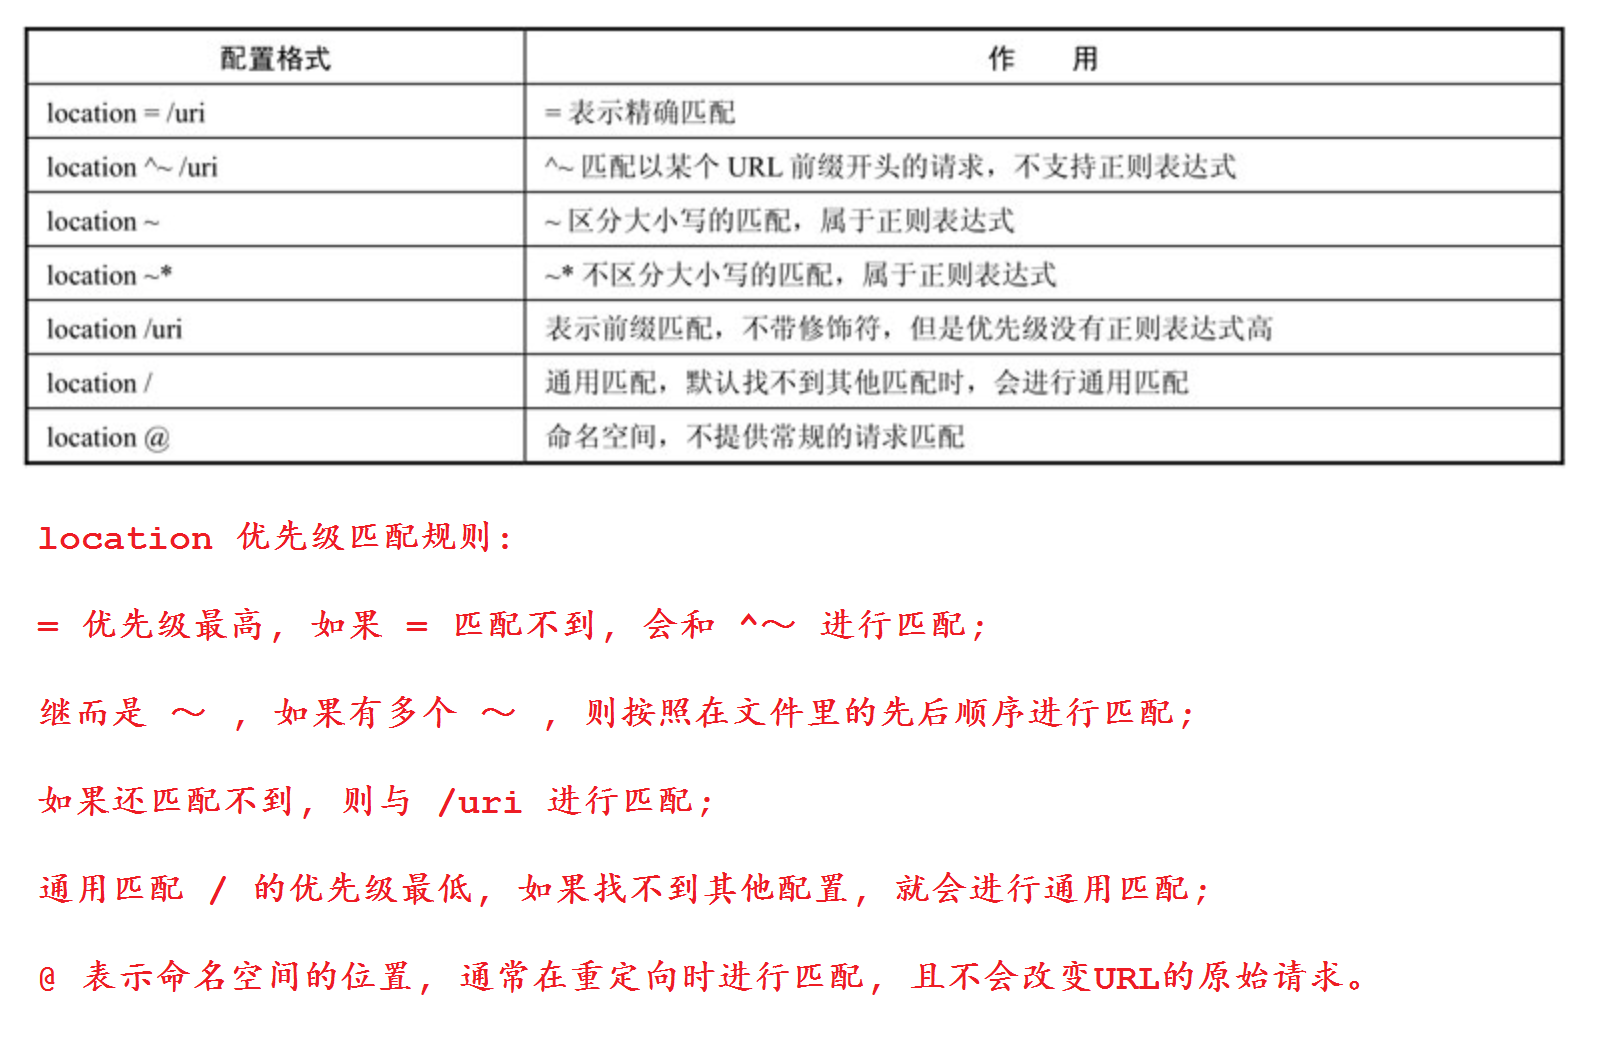 配置格式 作 用
location = /uri = 表示精确匹配
location ^~ /uri ^~ 匹配以某个 URL 前缀开头的请求，不支持正则表达式
location ~ ~ 区分大小写的匹配，属于正则表达式
location ~* ~* 不区分大小写的匹配，属于正则表达式
location /uri 表示前缀匹配，不带修饰符，但是优先级没有正则表达式高
location / 通用匹配，默认找不到其他匹配时，会进行通用匹配
location @ 命名空间，不提供常规的请求匹配
location 优先级匹配规则:
= 优先级最高, 如果 = 匹配不到, 会和 ^～ 进行匹配;
继而是 ～ , 如果有多个 ～ , 则按照在文件里的先后顺序进行匹配;
如果还匹配不到, 则与 /uri 进行匹配;
通用匹配 / 的优先级最低, 如果找不到其他配置, 就会进行通用匹配;
@ 表示命名空间的位置, 通常在重定向时进行匹配, 且不会改变URL的原始请求。